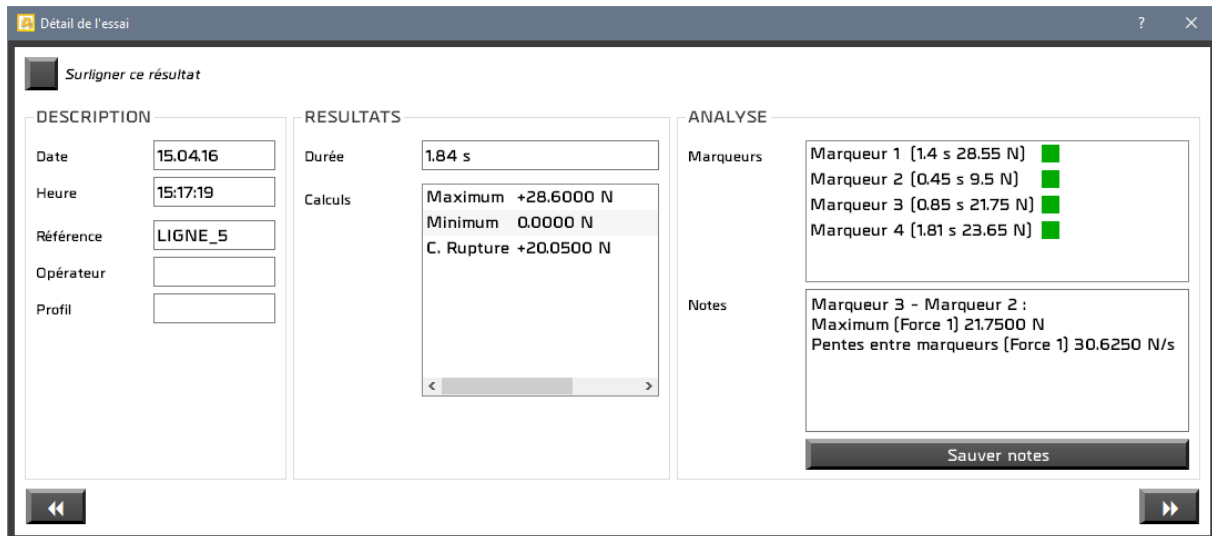 Détail de l'essai
Surligner ce résultat
DESCRIPTION
Date 15.04.16
Heure 15:17:19
Référence LIGNE_5
Opérateur
Profil
RESULTATS
Durée 1.84 s
Calculs
Maximum +28.6000 N
Minimum 0.0000 N
C. Rupture +20.0500 N
ANALYSE
Marqueurs
Marqueur 1 (1.4 s 28.55 N)
Marqueur 2 (0.45 s 9.5 N)
Marqueur 3 (0.85 s 21.75 N)
Marqueur 4 (1.81 s 23.65 N)
Notes
Marqueur 3 - Marqueur 2 :
Maximum (Force 1) 21.7500 N
Pentes entre marqueurs (Force 1) 30.6250 N/s
Sauver notes